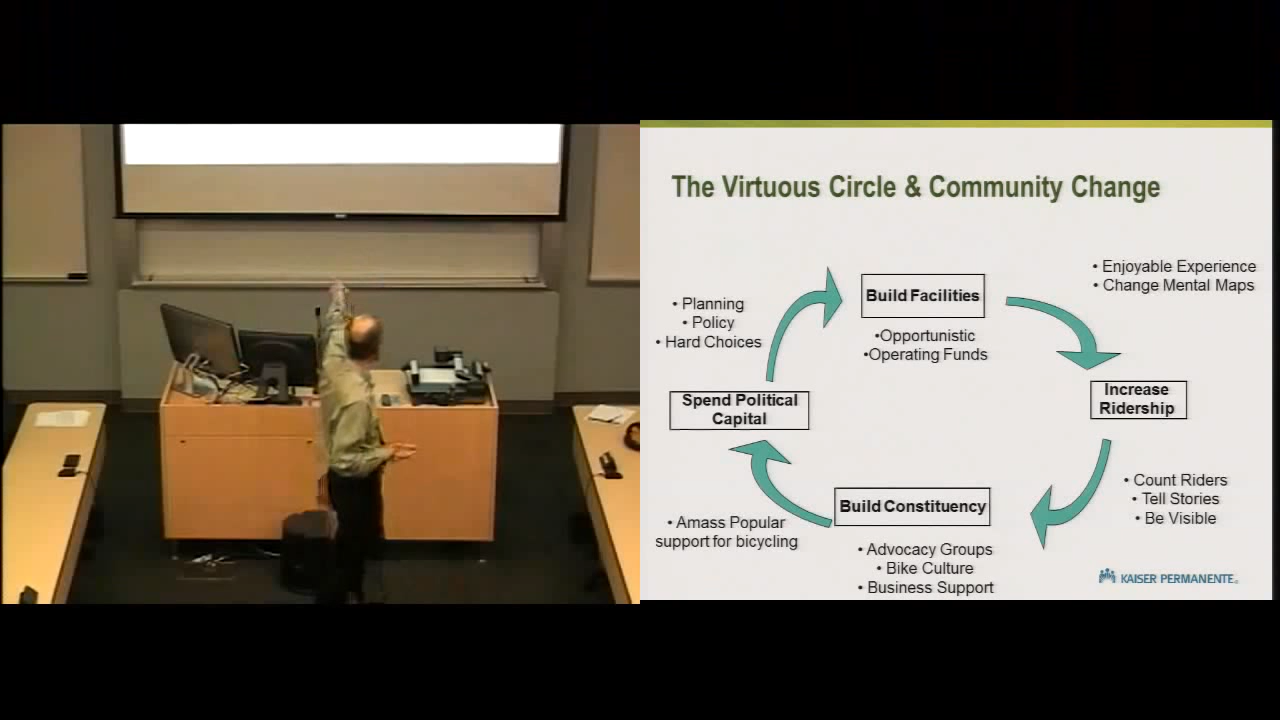 The Virtuous Circle & Community Change
• Enjoyable Experience
• Change Mental Maps
Build Facilities
• Planning
• Policy
• Hard Choices
•Opportunistic
•Operating Funds
Increase
Ridership
Spend Political
Capital
• Count Riders
• Tell Stories
• Be Visible
Build Constituency
• Amass Popular
support for bicycling
• Advocacy Groups
• Bike Culture
• Business Support
KAISER PERMANENTE®